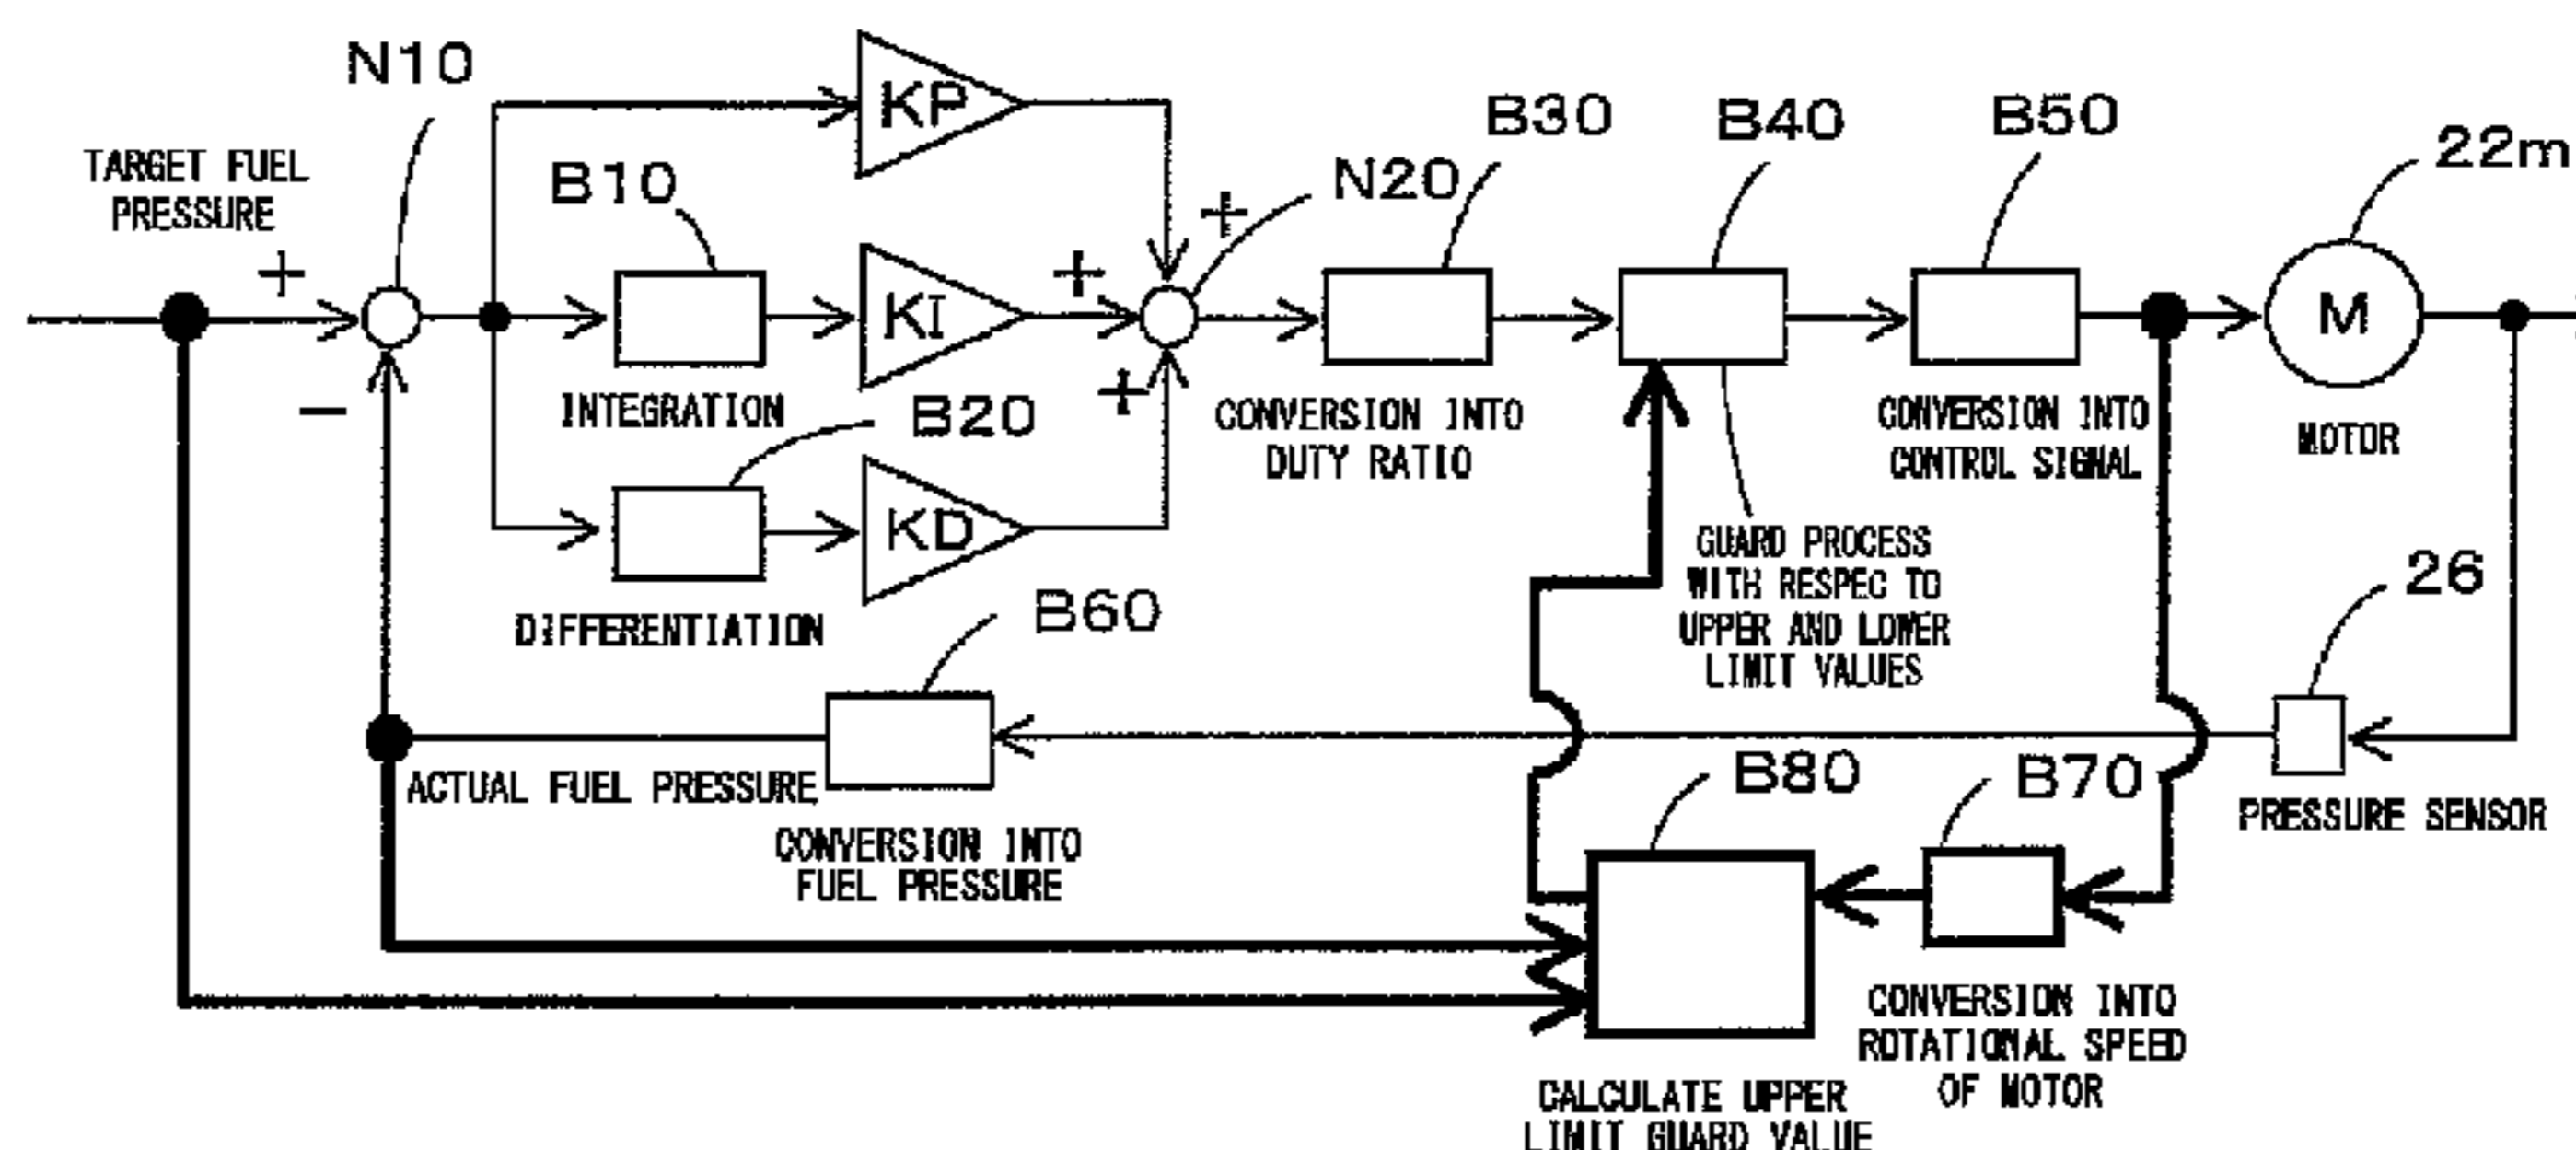 N10
KP
B30
B40
B50
22m
TARGET FUEL
PRESSURE
B10
N20
+
+
+
KI
M
−
INTEGRATION
B20
+
CONVERSION INTO
DUTY RATIO
CONVERSION INTO
CONTROL SIGNAL
MOTOR
KD
GUARD PROCESS
WITH RESPEC TO
UPPER AND LOWER
LIMIT VALUES
26
DIFFERENTIATION
B60
ACTUAL FUEL PRESSURE
CONVERSION INTO
FUEL PRESSURE
B80
B70
PRESSURE SENSOR
CONVERSION INTO
ROTATIONAL SPEED
OF MOTOR
CALCULATE UPPER
LIMIT GUARD VALUE